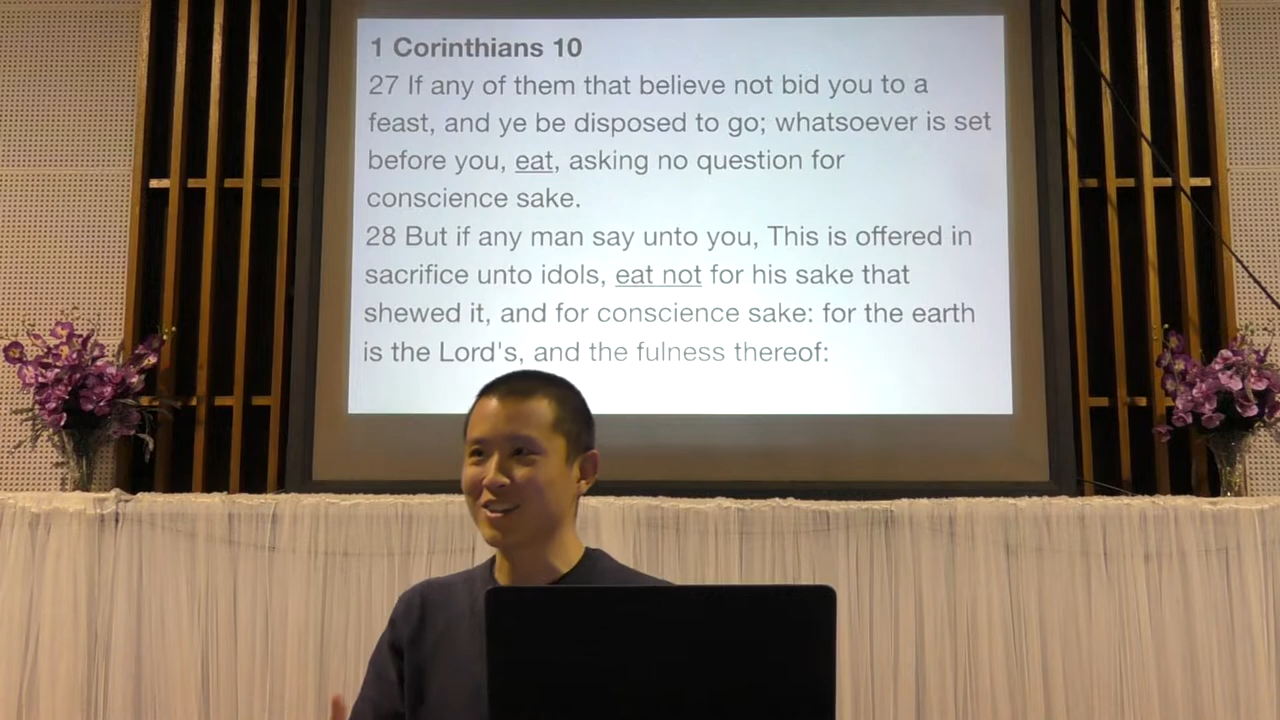 1 Corinthians 10
27 If any of them that believe not bid you to a
feast, and ye be disposed to go; whatsoever is set
before you, eat, asking no question for
conscience sake.
28 But if any man say unto you, This is offered in
sacrifice unto idols, eat not for his sake that
shewed it, and for conscience sake: for the earth
is the Lord's, and the fulness thereof: